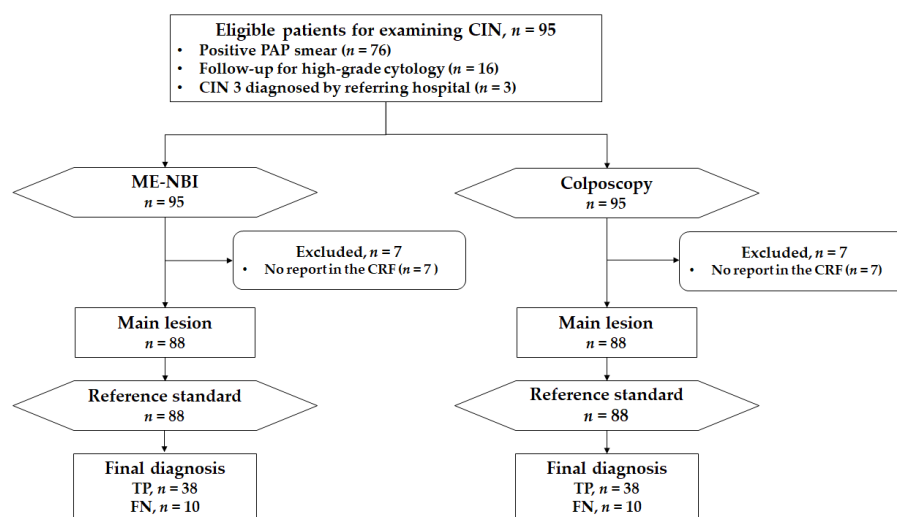 Eligible patients for examining CIN, n = 95
• Positive PAP smear (n = 76)
• Follow-up for high-grade cytology (n = 16)
• CIN 3 diagnosed by referring hospital (n = 3)
ME-NBI
n = 95
Excluded, n = 7
• No report in the CRF (n = 7 )
Main lesion
n = 88
Reference standard
n = 88
Final diagnosis
TP, n = 38
FN, n = 10
Colposcopy
n = 95
Excluded, n = 7
• No report in the CRF (n = 7)
Main lesion
n = 88
Reference standard
n = 88
Final diagnosis
TP, n = 38
FN, n = 10